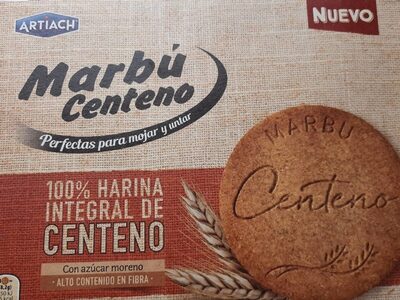 ARTIACH
NUEVO
Marbú
Centeno
Perfectas para mojar y untar
100% HARINA
INTEGRAL DE
CENTENO
Con azúcar moreno
· ALTO CONTENIDO EN FIBRA ·
MARBÚ
Centeno